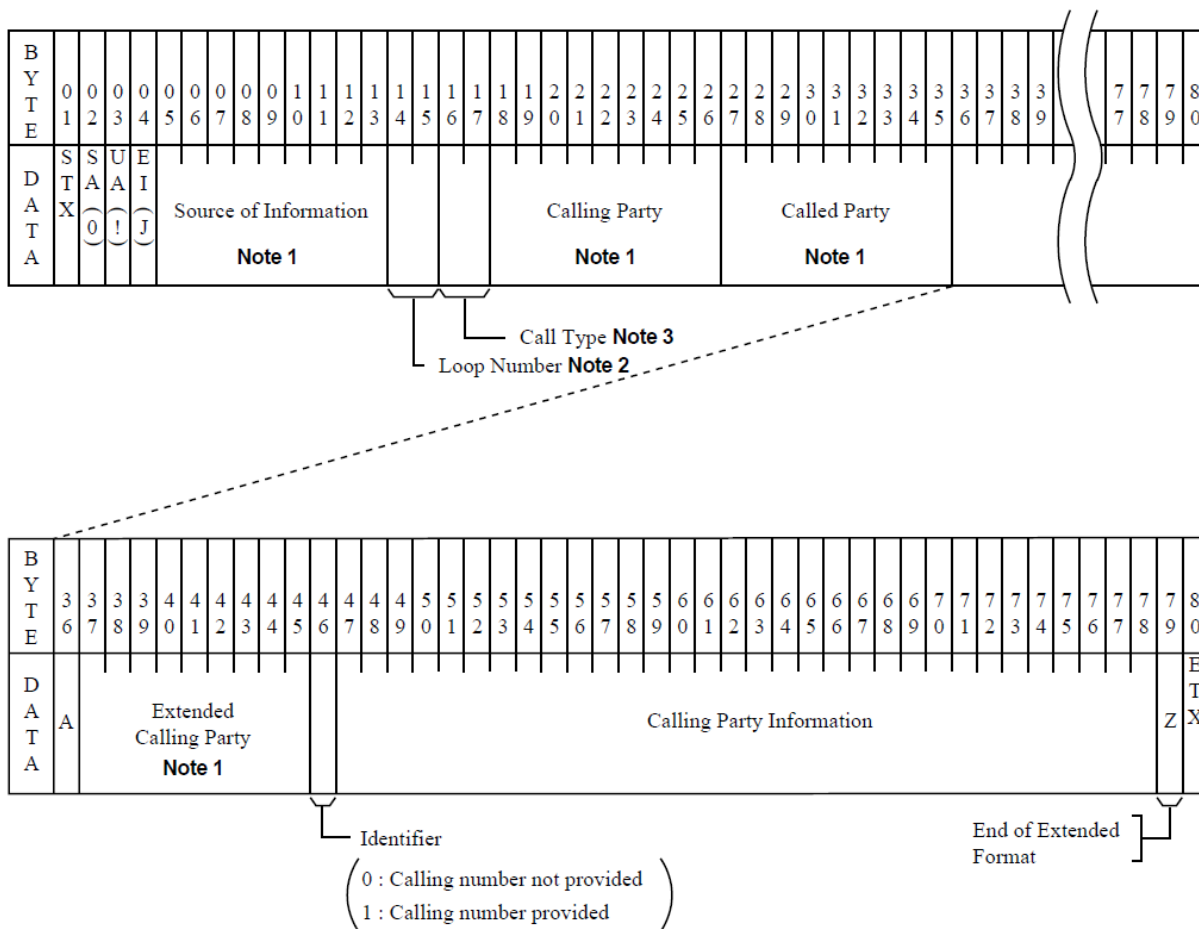 BYTE 01 02 03 04 05 06 07 08 09 10 11 12 13 14 15 16 17 18 19 20 21 22 23 24 25 26 27 28 29 30 31 32 33 34 35 36 37 38 39 77 78 79 80
DATA STX SA(0) UA(!) EI(J) Source of Information Calling Party Called Party
Note 1 Note 1 Note 1
Call Type Note 3
Loop Number Note 2
BYTE 36 37 38 39 40 41 42 43 44 45 46 47 48 49 50 51 52 53 54 55 56 57 58 59 60 61 62 63 64 65 66 67 68 69 70 71 72 73 74 75 76 77 78 79 80
DATA A Extended Calling Party Information Z ETX
Calling Party
Note 1
Identifier
0 : Calling number not provided
1 : Calling number provided
End of Extended
Format